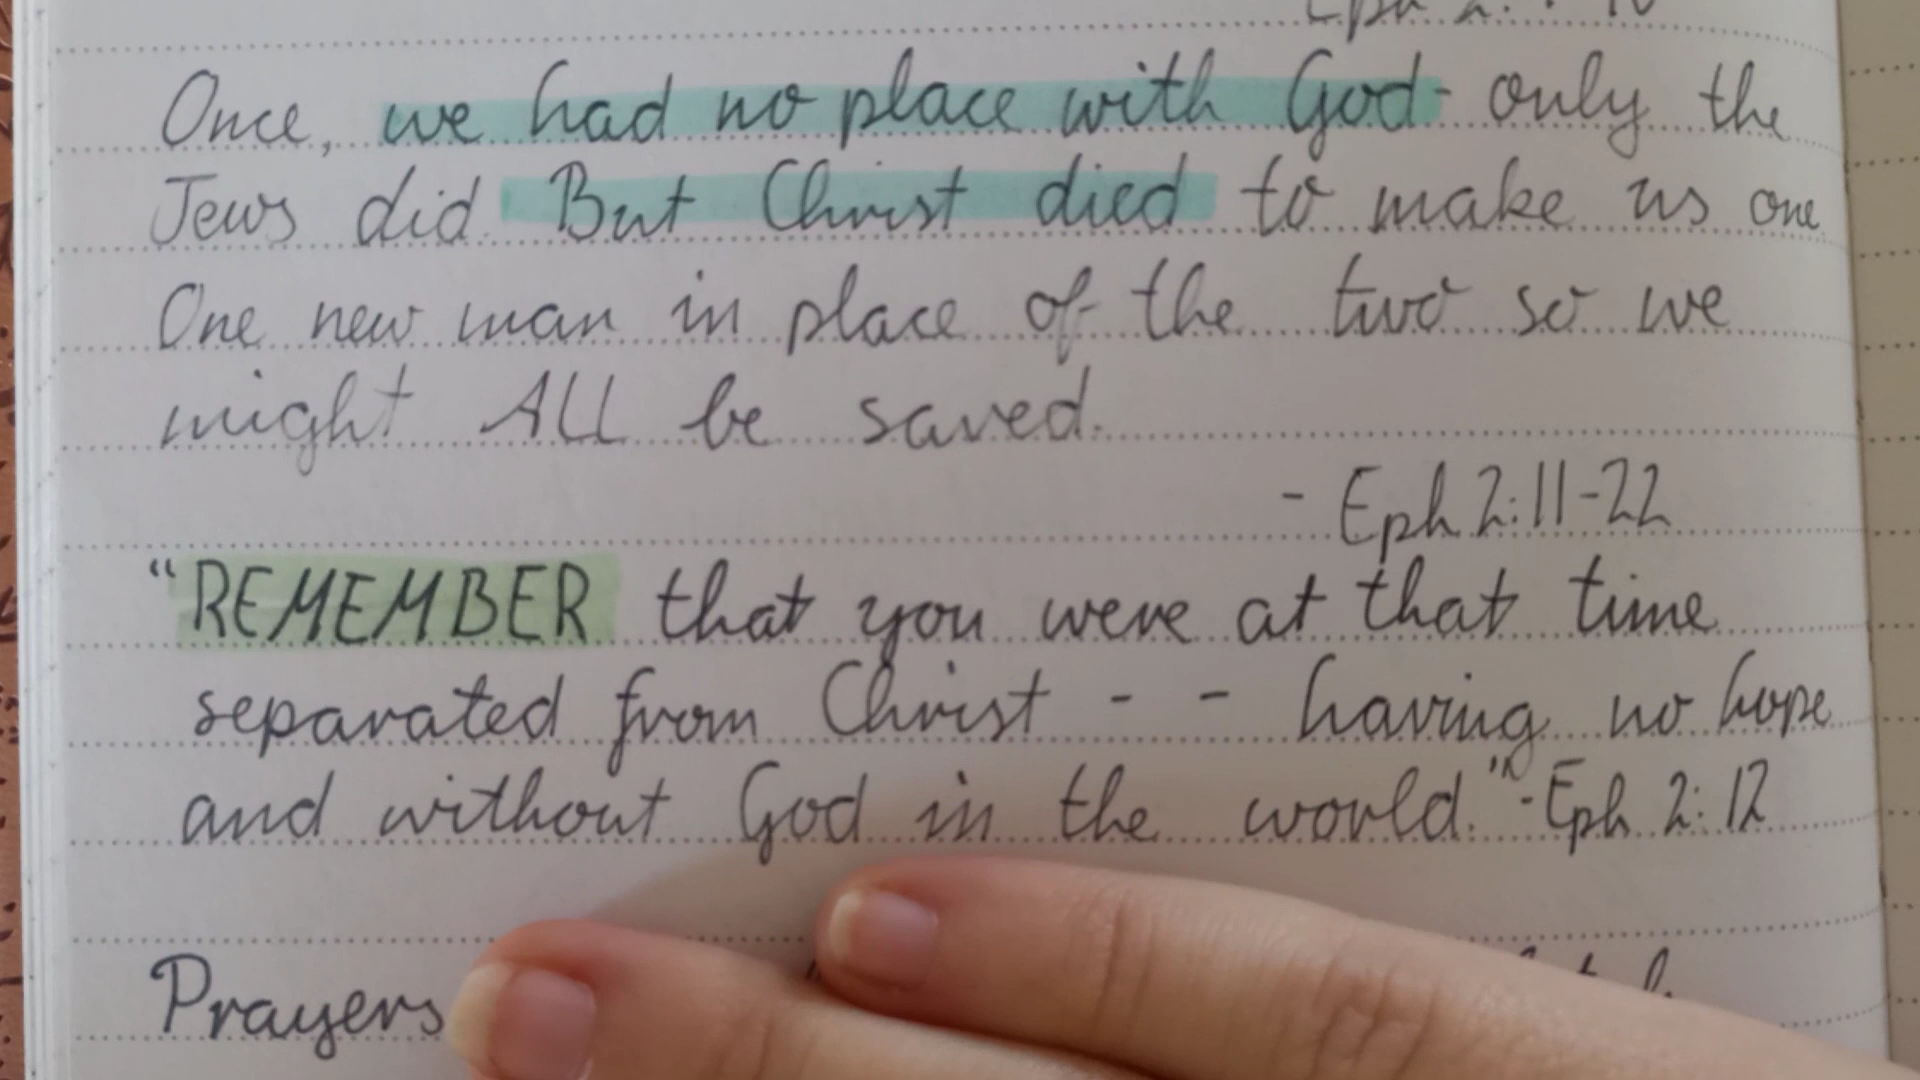 Once, we had no place with God- only the
Jews did. But Christ died to make us one.
One new man in place of the two so we
might ALL be saved.
- Eph 2:11-22
"REMEMBER that you were at that time
separated from Christ - - having no hope
and without God in the world." -Eph 2:12
Prayers